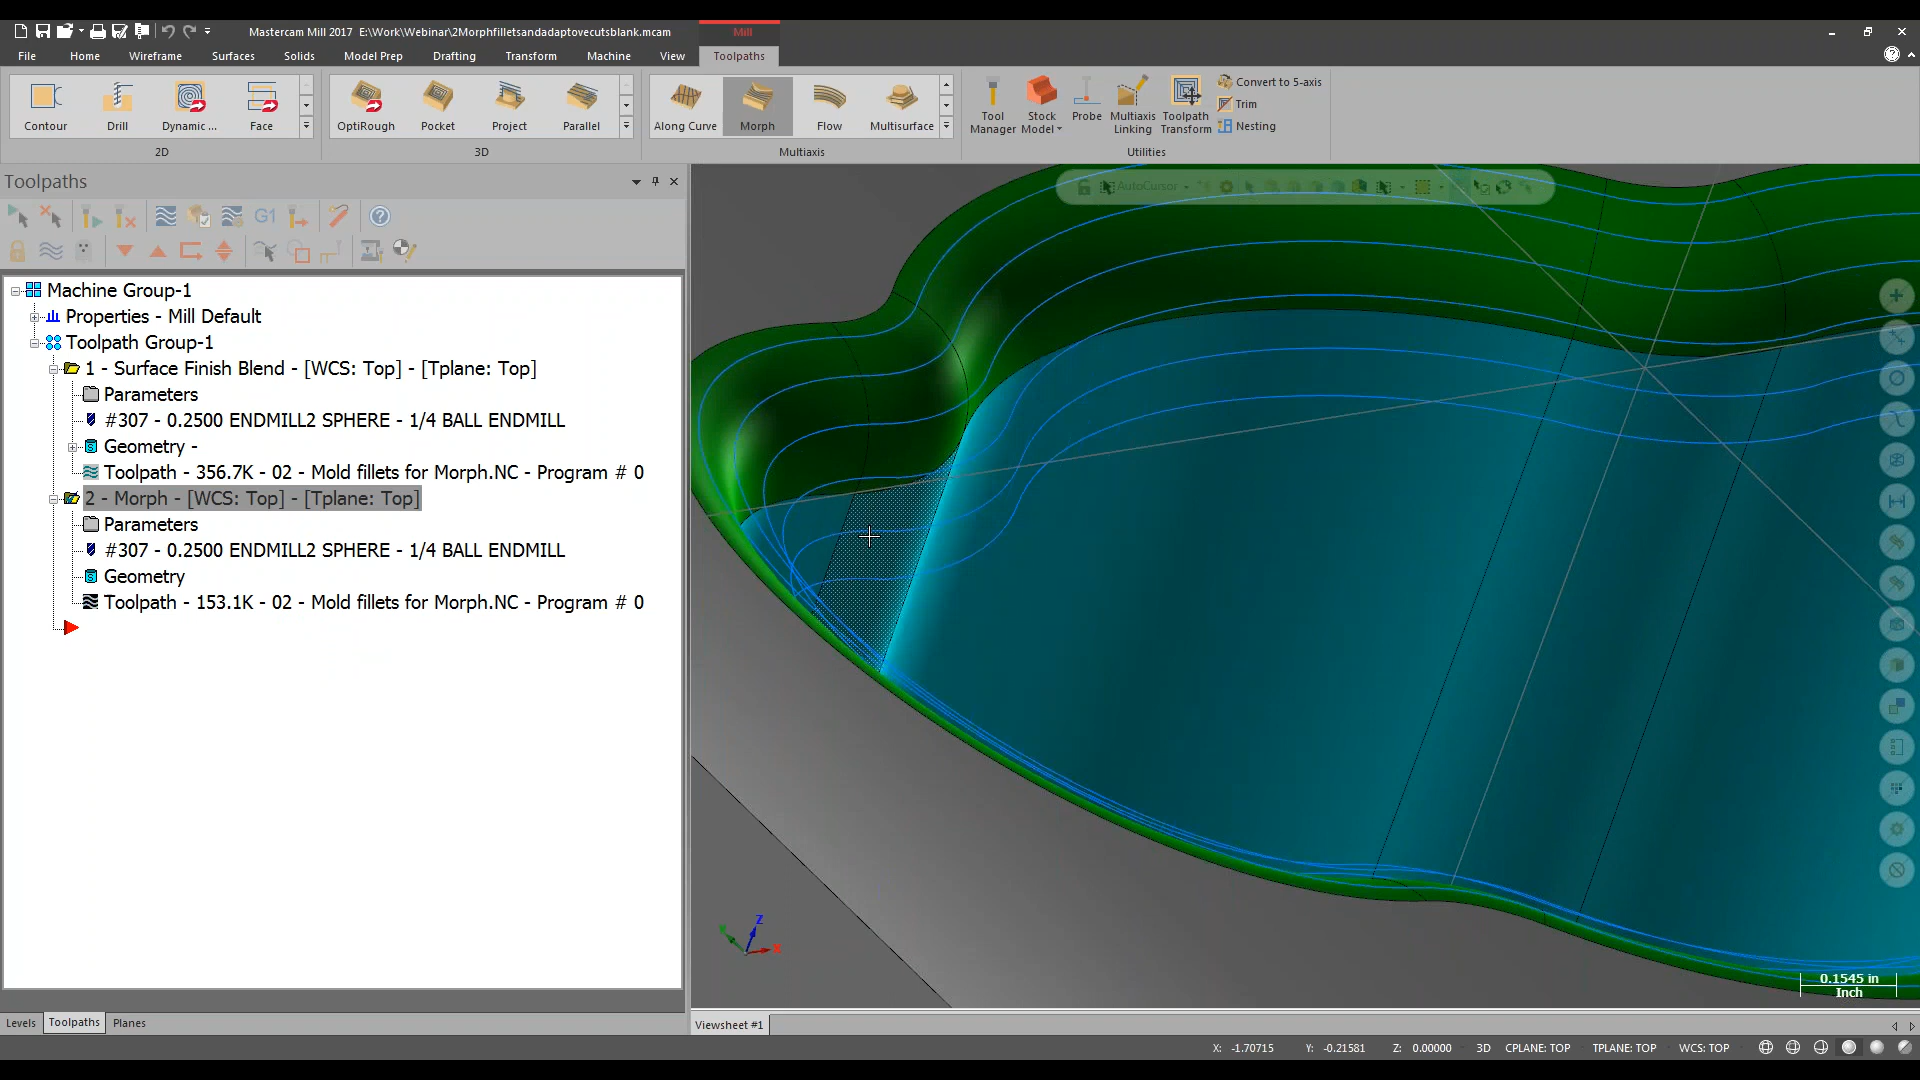 Mastercam Mill 2017 E:\Work\Webinar\2Morphfilletsandadaptovecutsblank.mcam
Mill
File Home Wireframe Surfaces Solids Model Prep Drafting Transform Machine View Toolpaths
Contour Drill Dynamic ... Face
2D
OptiRough Pocket Project Parallel
3D
Along Curve Morph Flow Multisurface
Multiaxis
Tool Manager Stock Model Probe Multiaxis Linking Toolpath Transform
Convert to 5-axis
Trim
Nesting
Utilities
Toolpaths
G1
AutoCursor
Machine Group-1
Properties - Mill Default
Toolpath Group-1
1 - Surface Finish Blend - [WCS: Top] - [Tplane: Top]
Parameters
#307 - 0.2500 ENDMILL2 SPHERE - 1/4 BALL ENDMILL
Geometry -
Toolpath - 356.7K - 02 - Mold fillets for Morph.NC - Program # 0
2 - Morph - [WCS: Top] - [Tplane: Top]
Parameters
#307 - 0.2500 ENDMILL2 SPHERE - 1/4 BALL ENDMILL
Geometry
Toolpath - 153.1K - 02 - Mold fillets for Morph.NC - Program # 0
Z
X
Y
0.1545 in
Inch
Levels Toolpaths Planes
Viewsheet #1
X: -1.70715 Y: -0.21581 Z: 0.00000 3D CPLANE: TOP TPLANE: TOP WCS: TOP